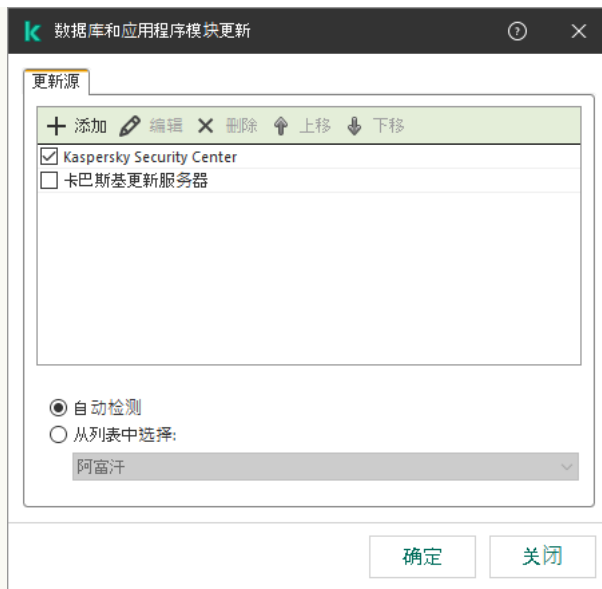 数据库和应用程序模块更新
更新源
添加 编辑 删除 上移 下移
Kaspersky Security Center
卡巴斯基更新服务器
自动检测
从列表中选择:
阿富汗
确定 关闭